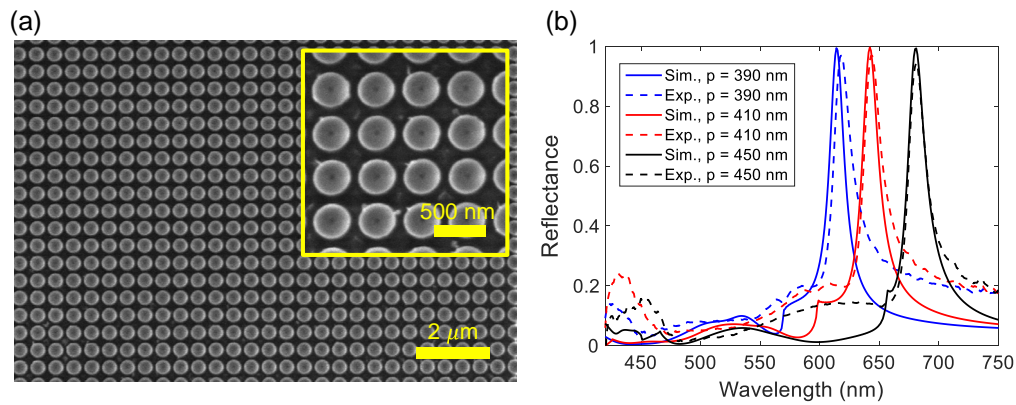 (a)
500 nm
2 μm
(b)
Reflectance
1
0.8
0.6
0.4
0.2
0
Sim., p = 390 nm
Exp., p = 390 nm
Sim., p = 410 nm
Exp., p = 410 nm
Sim., p = 450 nm
Exp., p = 450 nm
450 500 550 600 650 700 750
Wavelength (nm)